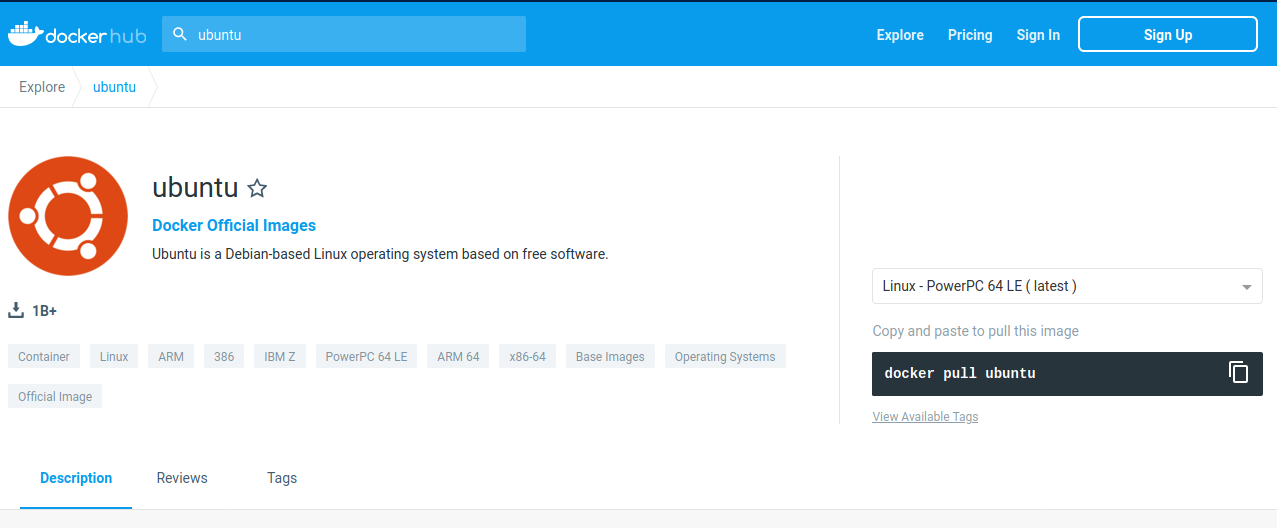 dockerhub ubuntu Explore Pricing Sign In Sign Up
Explore ubuntu
ubuntu
Docker Official Images
Ubuntu is a Debian-based Linux operating system based on free software.
1B+
Container Linux ARM 386 IBM Z PowerPC 64 LE ARM 64 x86-64 Base Images Operating Systems
Official Image
Linux - PowerPC 64 LE ( latest )
Copy and paste to pull this image
docker pull ubuntu
View Available Tags
Description Reviews Tags